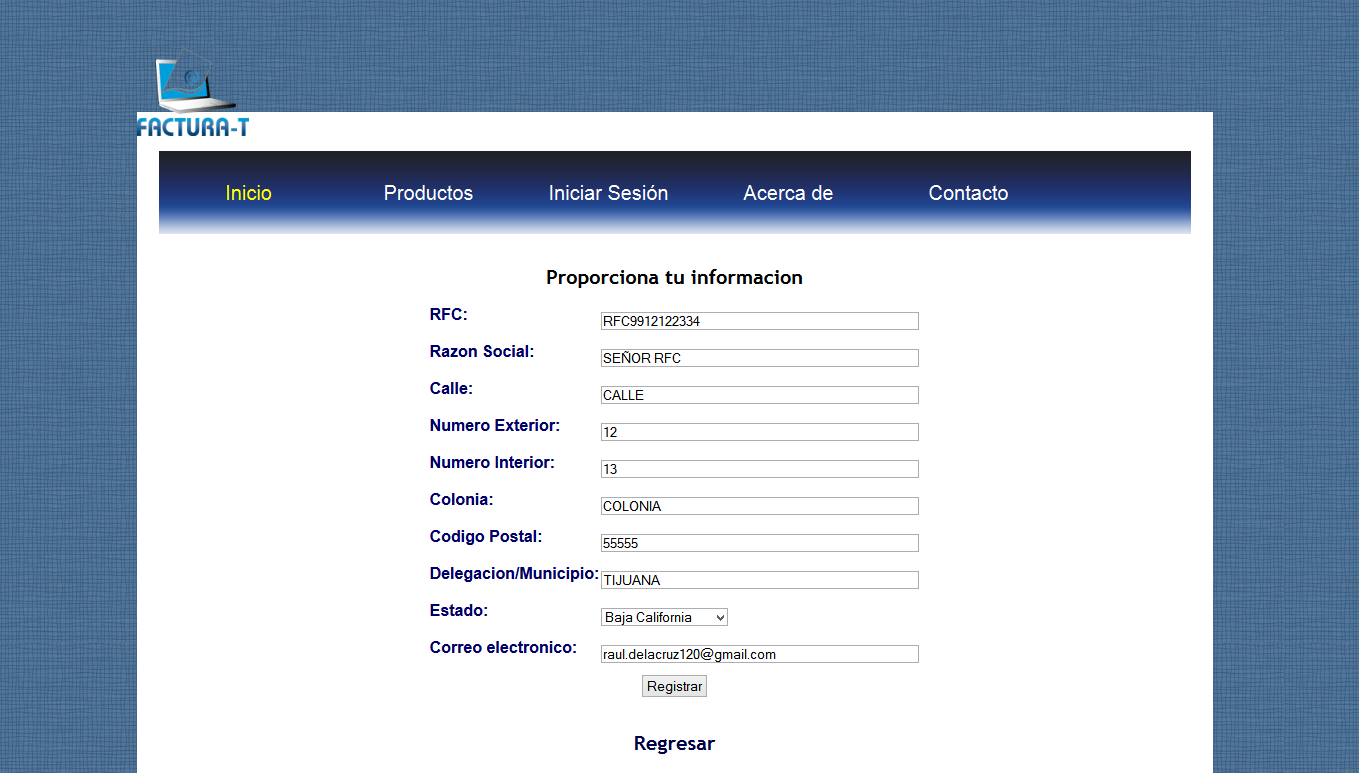 FACTURA-T
Inicio Productos Iniciar Sesión Acerca de Contacto
Proporciona tu informacion
RFC: RFC9912122334
Razon Social: SEÑOR RFC
Calle: CALLE
Numero Exterior: 12
Numero Interior: 13
Colonia: COLONIA
Codigo Postal: 55555
Delegacion/Municipio: TIJUANA
Estado: Baja California
Correo electronico: raul.delacruz120@gmail.com
Registrar
Regresar